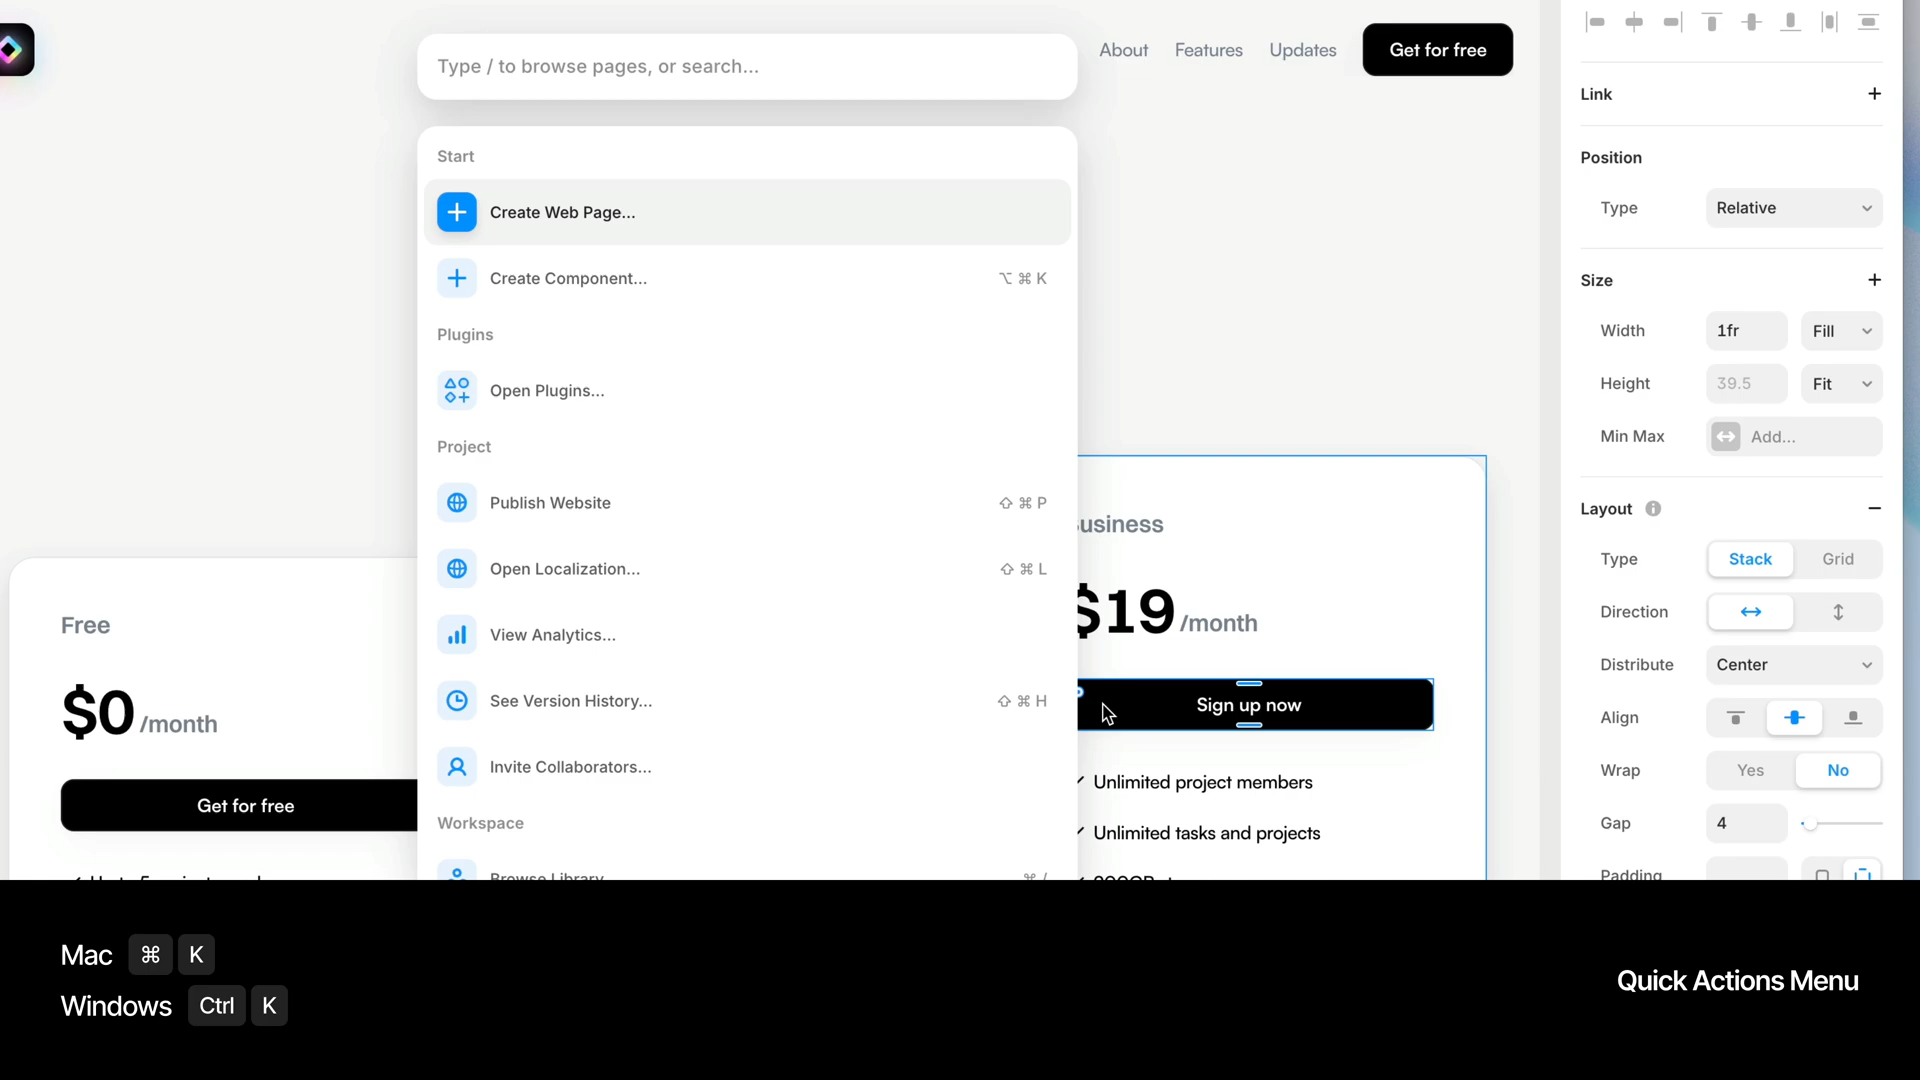 Type / to browse pages, or search...
About
Features
Updates
Get for free
Start
Create Web Page...
Create Component...
⌥ ⌘ K
Plugins
Open Plugins...
Project
Publish Website
⇧ ⌘ P
Open Localization...
⇧ ⌘ L
View Analytics...
See Version History...
⇧ ⌘ H
Invite Collaborators...
Workspace
Browse Library
⌘ /
Free
$0 /month
Get for free
usiness
$19 /month
Sign up now
✓ Unlimited project members
✓ Unlimited tasks and projects
Link
Position
Type
Relative
Size
Width
1fr
Fill
Height
39.5
Fit
Min Max
Add...
Layout
Type
Stack
Grid
Direction
Distribute
Center
Align
Wrap
Yes
No
Gap
4
Padding
Mac ⌘ K
Windows Ctrl K
Quick Actions Menu